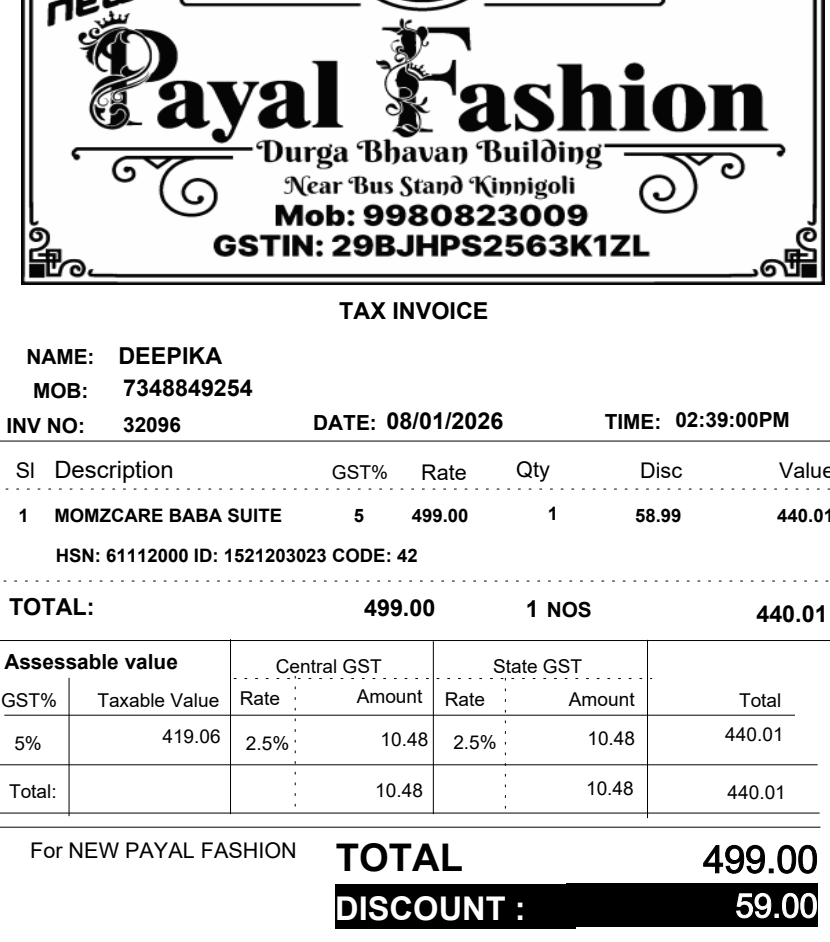 new
Payal Fashion
Durga Bhavan Building
Near Bus Stand Kinnigoli
Mob: 9980823009
GSTIN: 29BJHPS2563K1ZL
TAX INVOICE
NAME: DEEPIKA
MOB: 7348849254
INV NO: 32096 DATE: 08/01/2026 TIME: 02:39:00PM
Sl Description GST% Rate Qty Disc Value
1 MOMZCARE BABA SUITE 5 499.00 1 58.99 440.01
HSN: 61112000 ID: 1521203023 CODE: 42
TOTAL: 499.00 1 NOS 440.01
Assessable value Central GST State GST
GST% Taxable Value Rate Amount Rate Amount Total
5% 419.06 2.5% 10.48 2.5% 10.48 440.01
Total: 10.48 10.48 440.01
For NEW PAYAL FASHION TOTAL 499.00
DISCOUNT : 59.00